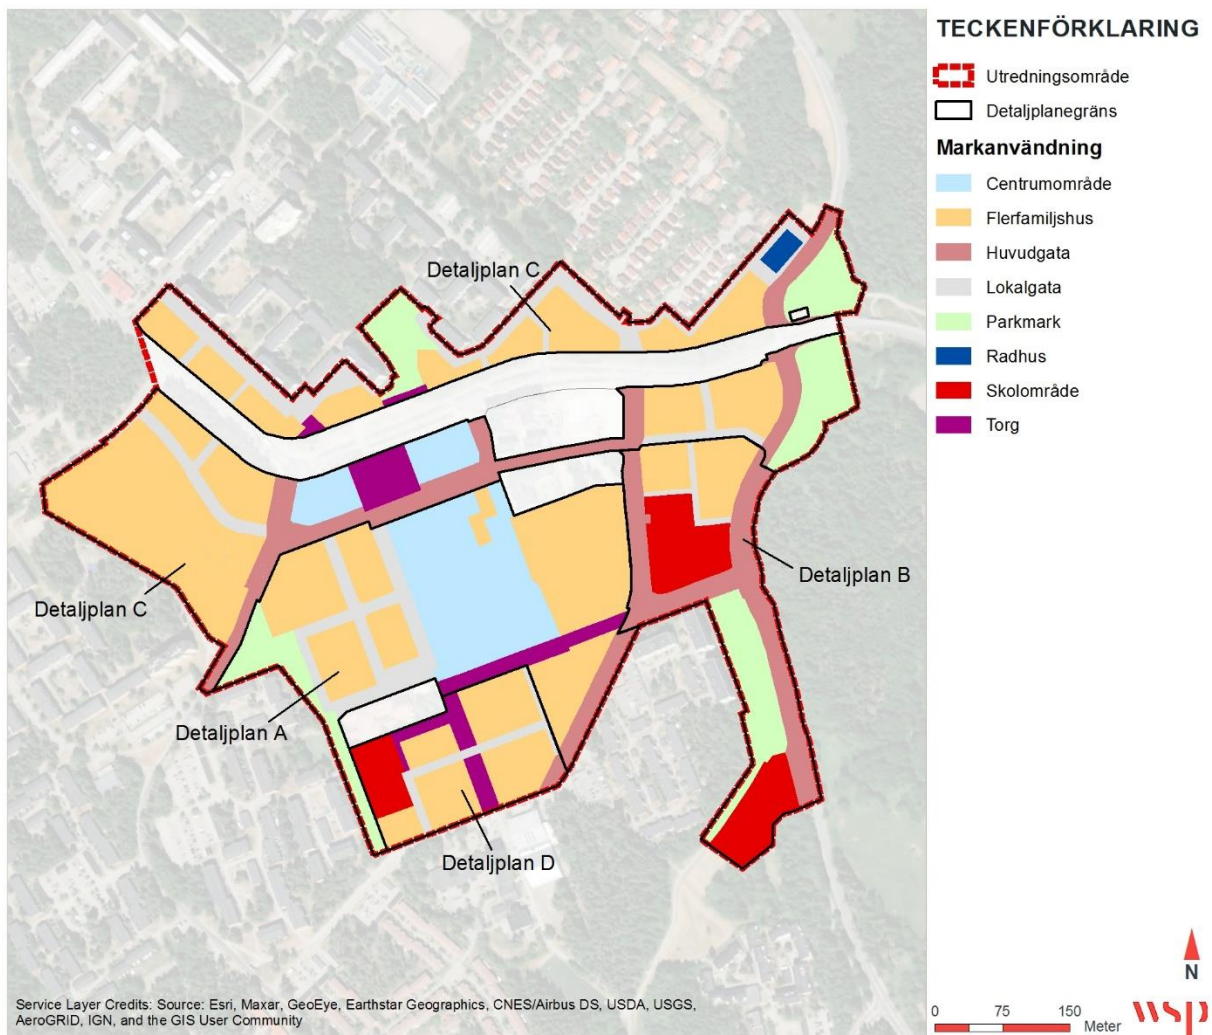 TECKENFÖRKLARING
Utredningsområde
Detaljplanegräns
Markanvändning
Centrumområde
Flerfamiljshus
Huvudgata
Lokalgata
Parkmark
Radhus
Skolområde
Torg
Detaljplan C
Detaljplan B
Detaljplan C
Detaljplan A
Detaljplan D
Service Layer Credits: Source: Esri, Maxar, GeoEye, Earthstar Geographics, CNES/Airbus DS, USDA, USGS,
AeroGRID, IGN, and the GIS User Community
N
0 75 150
Meter
wsp